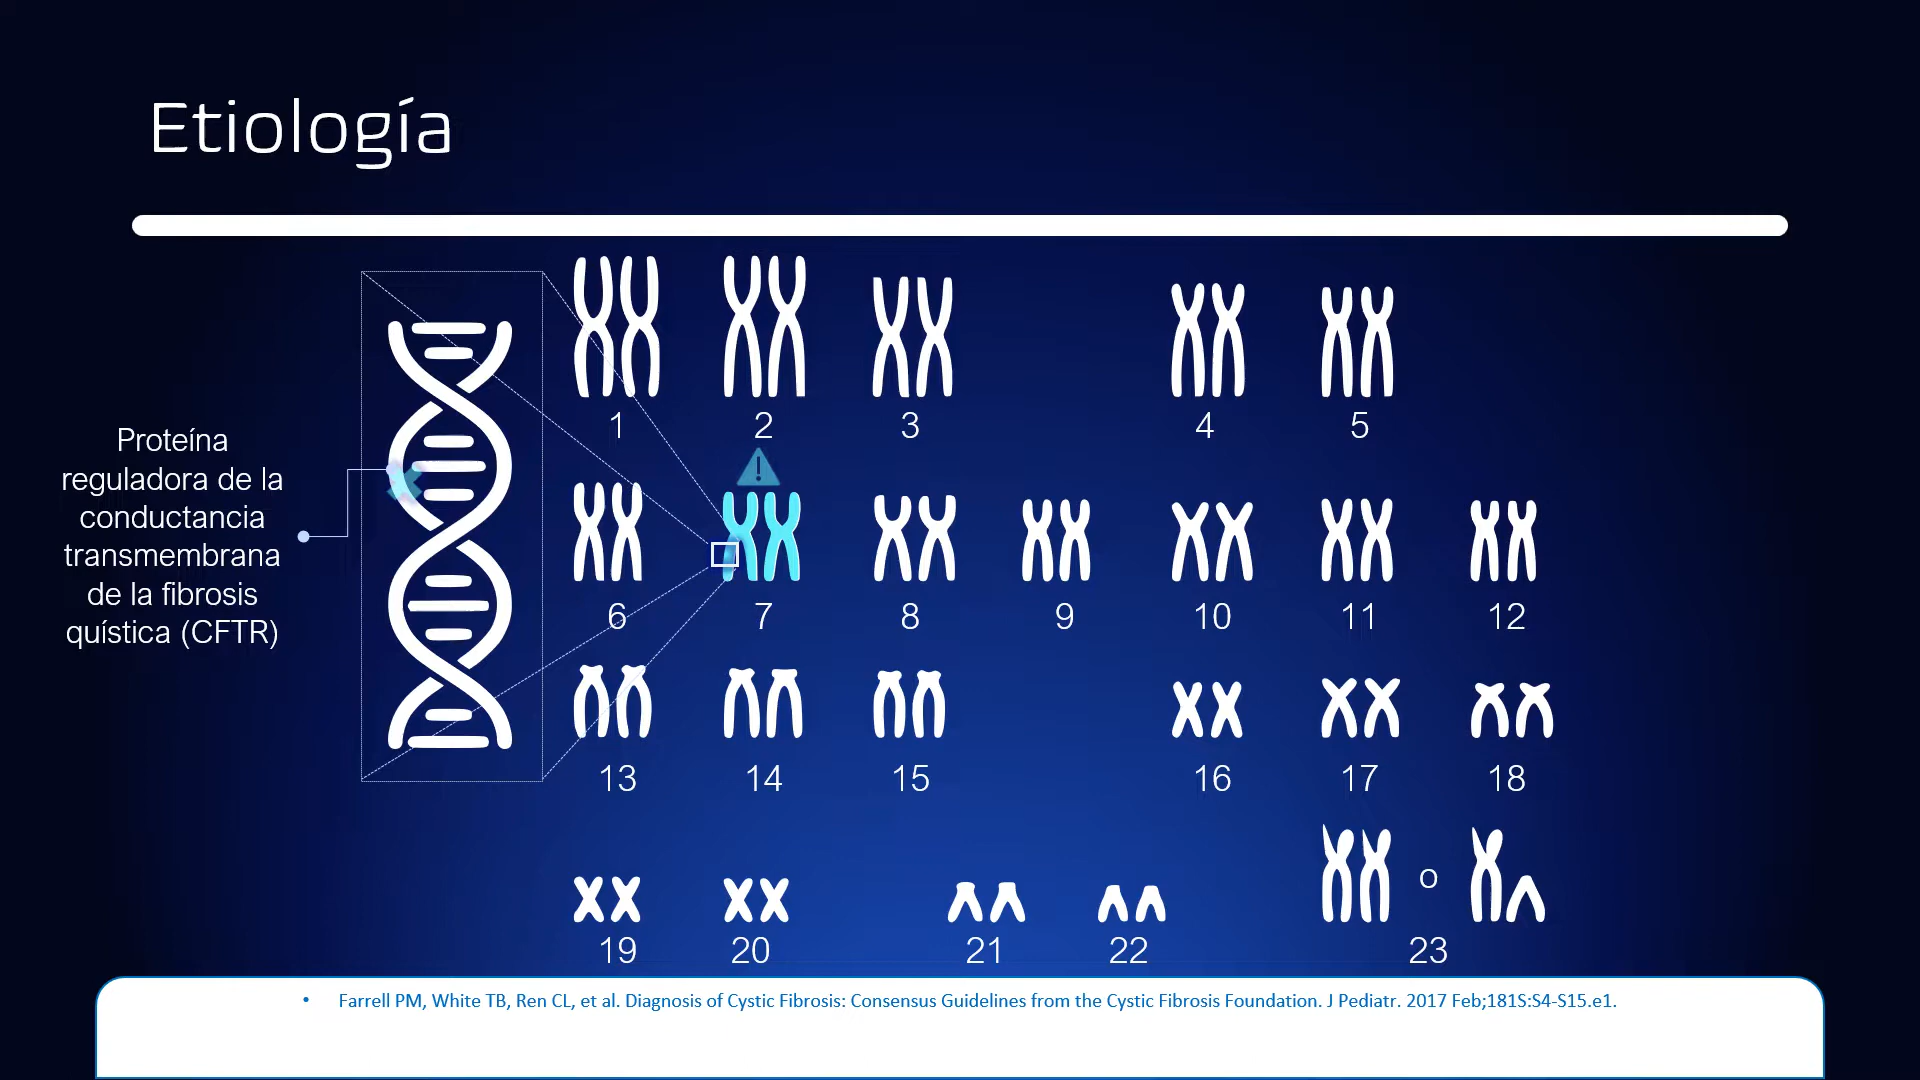 Etiología
Proteína
reguladora de la
conductancia
transmembrana
de la fibrosis
quística (CFTR)
1 2 3 4 5
6 7 8 9 10 11 12
13 14 15 16 17 18
o
19 20 21 22 23
• Farrell PM, White TB, Ren CL, et al. Diagnosis of Cystic Fibrosis: Consensus Guidelines from the Cystic Fibrosis Foundation. J Pediatr. 2017 Feb;181S:S4-S15.e1.